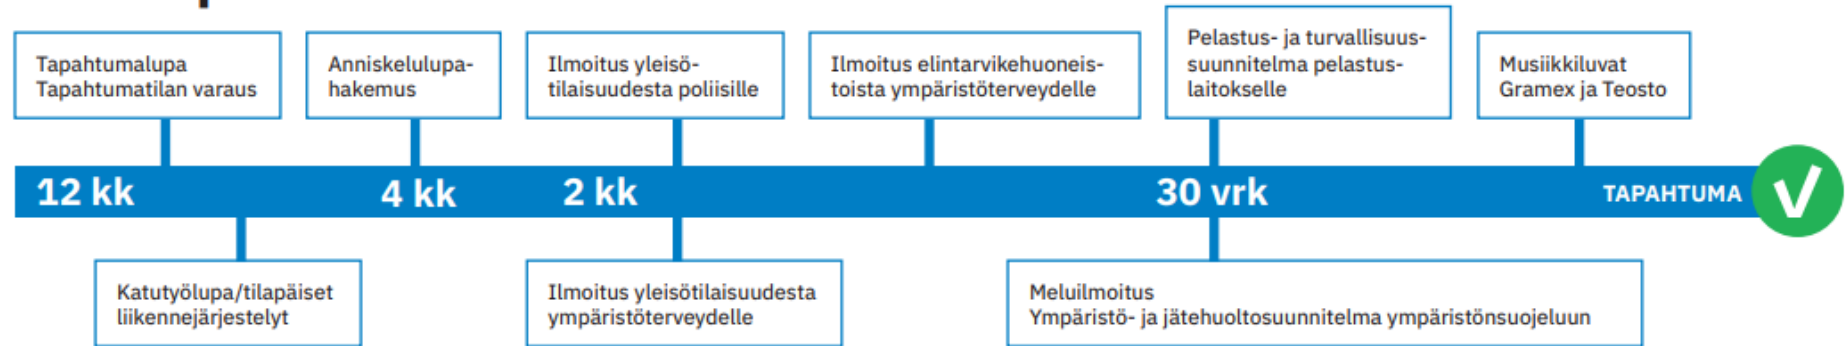 Tapahtumalupa
Tapahtumatilan varaus
Anniskelulupa-
hakemus
Ilmoitus yleisö-
tilaisuudesta poliisille
Ilmoitus elintarvikehuoneis-
toista ympäristöterveydelle
Pelastus- ja turvallisuus-
suunnitelma pelastus-
laitokselle
Musiikkiluvat
Gramex ja Teosto
12 kk
4 kk
2 kk
30 vrk
TAPAHTUMA
Katutyölupa/tilapäiset
liikennejärjestelyt
Ilmoitus yleisötilaisuudesta
ympäristöterveydelle
Meluilmoitus
Ympäristö- ja jätehuoltosuunnitelma ympäristönsuojeluun